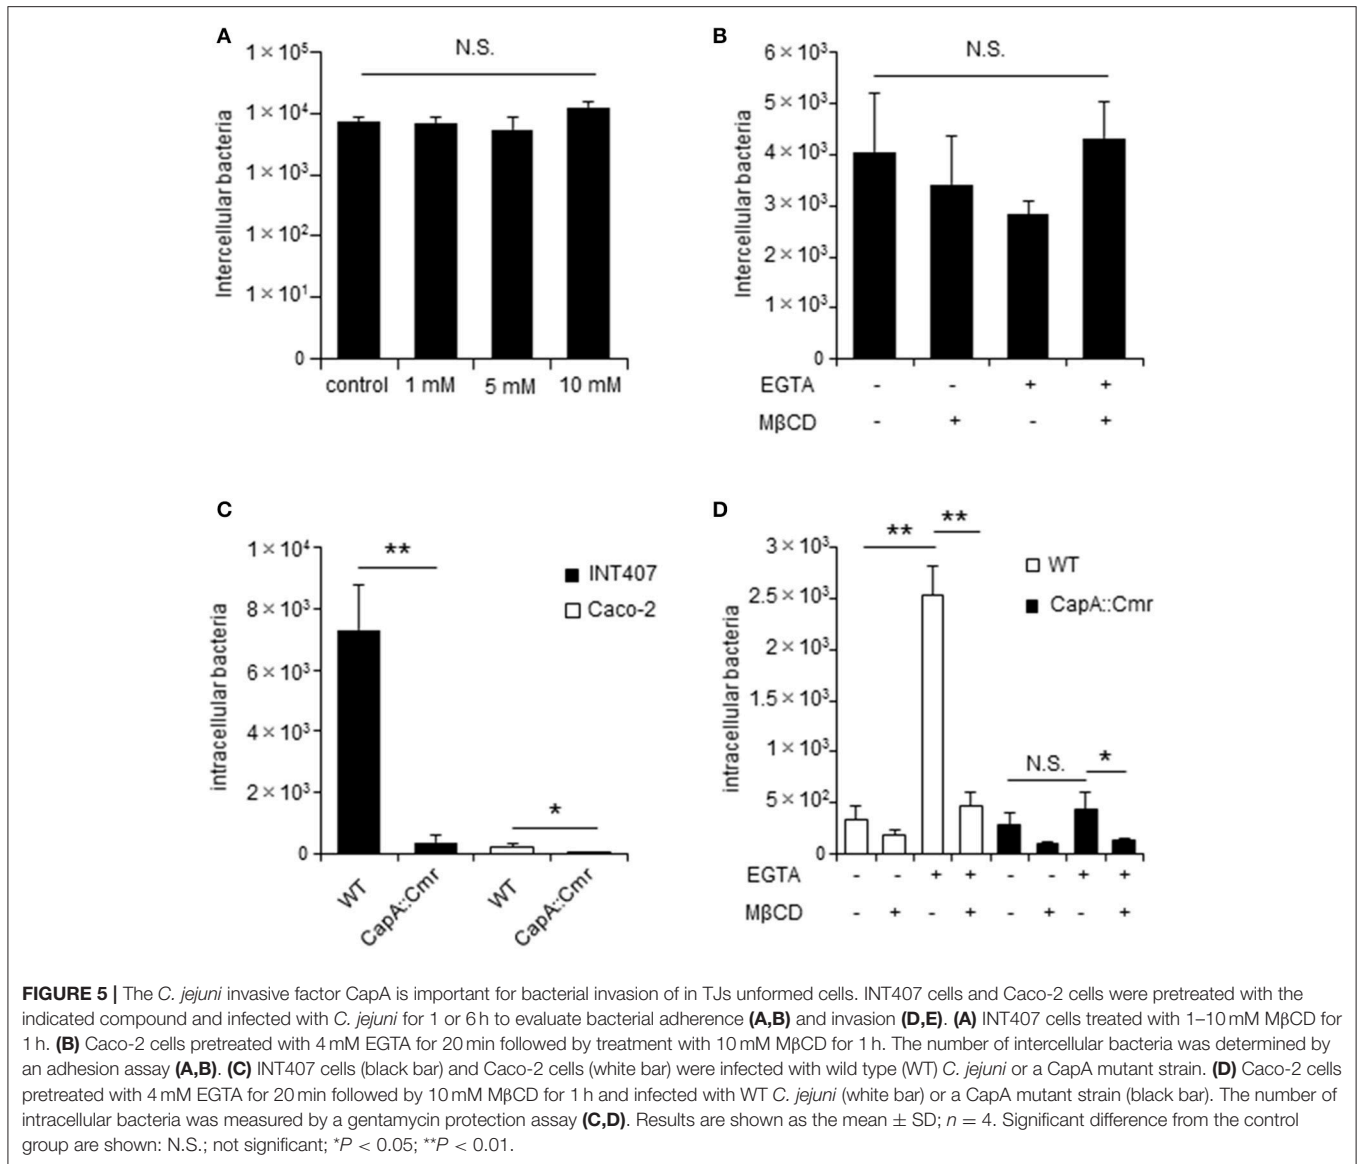 A
1 × 10⁵
1 × 10⁴
1 × 10³
1 × 10²
1 × 10¹
0
Intercellular bacteria
N.S.
control 1 mM 5 mM 10 mM
B
6 × 10³
5 × 10³
4 × 10³
3 × 10³
2 × 10³
1 × 10³
0
Intercellular bacteria
N.S.
EGTA - - + +
MβCD - + - +
C
1 × 10⁴
8 × 10³
6 × 10³
4 × 10³
2 × 10³
0
intracellular bacteria
**
*
INT407
Caco-2
WT CapA::Cmr WT CapA::Cmr
D
3 × 10³
2.5 × 10³
2 × 10³
1.5 × 10³
1 × 10³
5 × 10²
0
intracellular bacteria
** **
N.S. *
WT
CapA::Cmr
EGTA - - + + - - + +
MβCD - + - + - + - +
FIGURE 5 | The C. jejuni invasive factor CapA is important for bacterial invasion of in TJs unformed cells. INT407 cells and Caco-2 cells were pretreated with the
indicated compound and infected with C. jejuni for 1 or 6 h to evaluate bacterial adherence (A,B) and invasion (D,E). (A) INT407 cells treated with 1–10 mM MβCD for
1 h. (B) Caco-2 cells pretreated with 4 mM EGTA for 20 min followed by treatment with 10 mM MβCD for 1 h. The number of intercellular bacteria was determined by
an adhesion assay (A,B). (C) INT407 cells (black bar) and Caco-2 cells (white bar) were infected with wild type (WT) C. jejuni or a CapA mutant strain. (D) Caco-2 cells
pretreated with 4 mM EGTA for 20 min followed by 10 mM MβCD for 1 h and infected with WT C. jejuni (white bar) or a CapA mutant strain (black bar). The number of
intracellular bacteria was measured by a gentamycin protection assay (C,D). Results are shown as the mean ± SD; n = 4. Significant difference from the control
group are shown: N.S.; not significant; *P < 0.05; **P < 0.01.